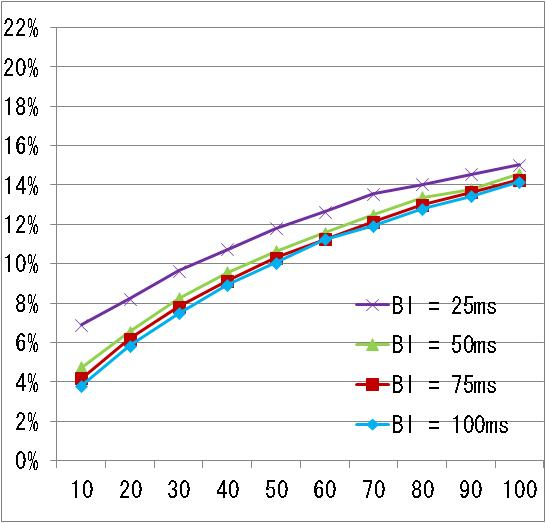 22%
20%
18%
16%
14%
12%
10%
8%
6%
4%
2%
0%
BI = 25ms
BI = 50ms
BI = 75ms
BI = 100ms
10 20 30 40 50 60 70 80 90 100